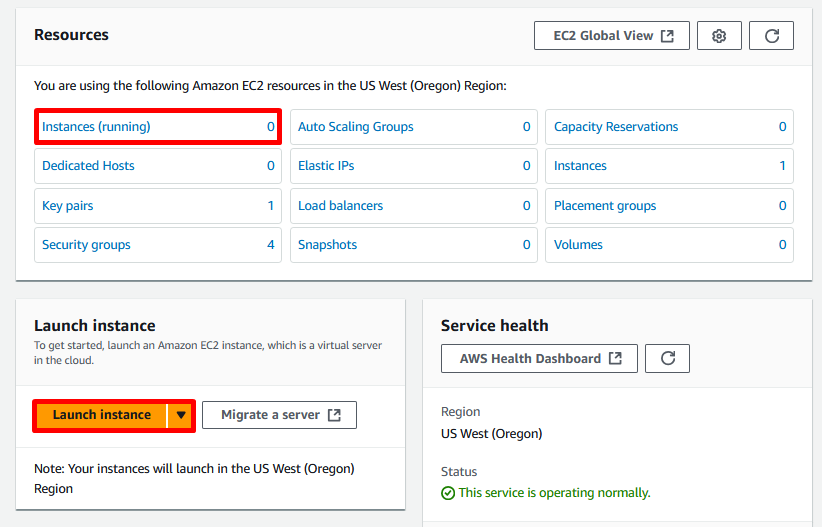 Resources
EC2 Global View
You are using the following Amazon EC2 resources in the US West (Oregon) Region:
Instances (running) 0
Auto Scaling Groups 0
Capacity Reservations 0
Dedicated Hosts 0
Elastic IPs 0
Instances 1
Key pairs 1
Load balancers 0
Placement groups 0
Security groups 4
Snapshots 0
Volumes 0
Launch instance
To get started, launch an Amazon EC2 instance, which is a virtual server
in the cloud.
Launch instance
Migrate a server
Note: Your instances will launch in the US West (Oregon)
Region
Service health
AWS Health Dashboard
Region
US West (Oregon)
Status
This service is operating normally.